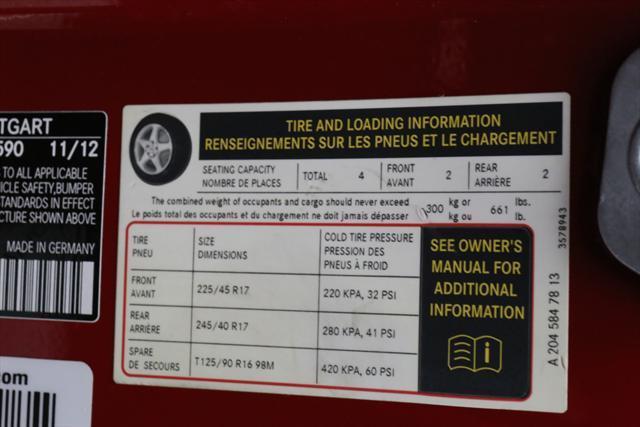 TGART
590 11/12
TO ALL APPLICABLE
SAFETY,BUMPER
STANDARDS IN EFFECT
SHOWN ABOVE
MADE IN GERMANY
om
TIRE AND LOADING INFORMATION
RENSEIGNEMENTS SUR LES PNEUS ET LE CHARGEMENT
SEATING CAPACITY
NOMBRE DE PLACES
TOTAL 4
FRONT
AVANT
2
REAR
ARRIÈRE
2
The combined weight of occupants and cargo should never exceed
Le poids total des occupants et du chargement ne doit jamais dépasser
300
kg or
kg ou
661
lbs.
lb.
TIRE
PNEU
SIZE
DIMENSIONS
COLD TIRE PRESSURE
PRESSION DES
PNEUS À FROID
FRONT
AVANT
225/45 R17
220 KPA, 32 PSI
REAR
ARRIÈRE
245/40 R17
280 KPA, 41 PSI
SPARE
DE SECOURS
T125/90 R16 98M
420 KPA, 60 PSI
SEE OWNER'S
MANUAL FOR
ADDITIONAL
INFORMATION
3578943
A 204 584 78 13